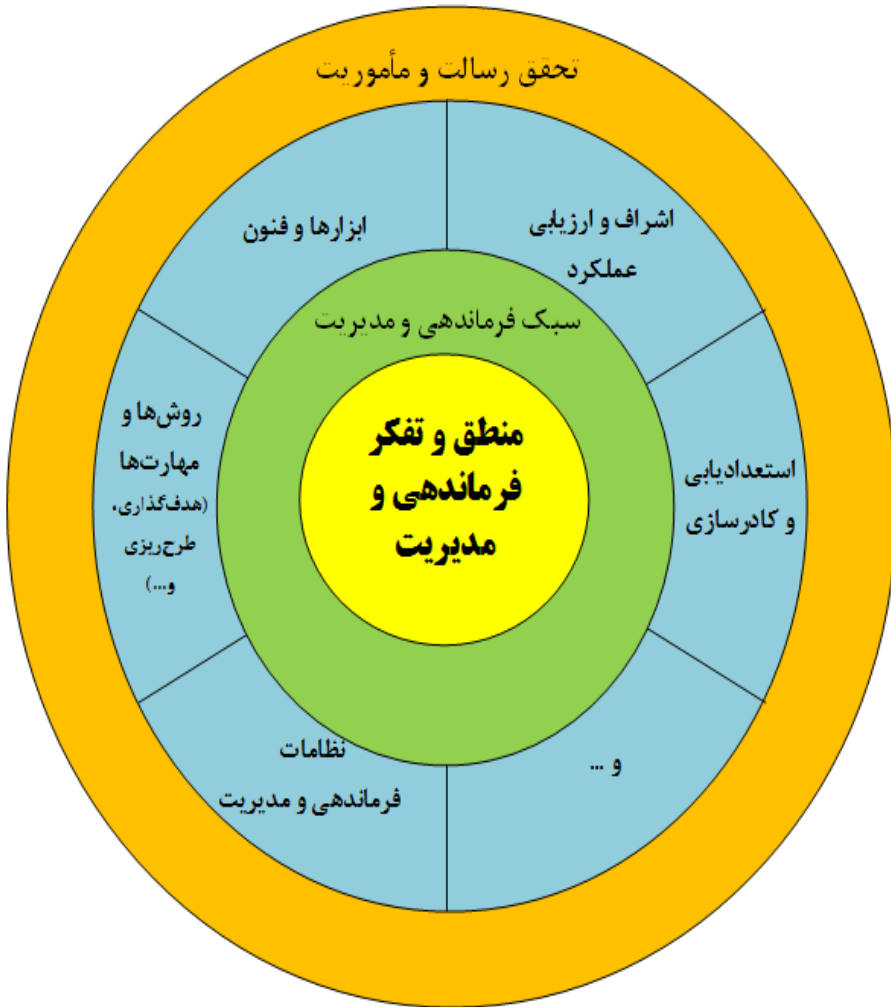 تحقق رسالت و مأموریت
اشراف و ارزیابی
عملکرد
ابزارها و فنون
سبک فرماندهی و مدیریت
منطق و تفکر
فرماندهی و
مدیریت
استعدادیابی
و کادرسازی
روش‌ها و
مهارت‌ها
(هدف‌گذاری،
طرح‌ریزی
و...)
نظامات
فرماندهی و مدیریت
و ...